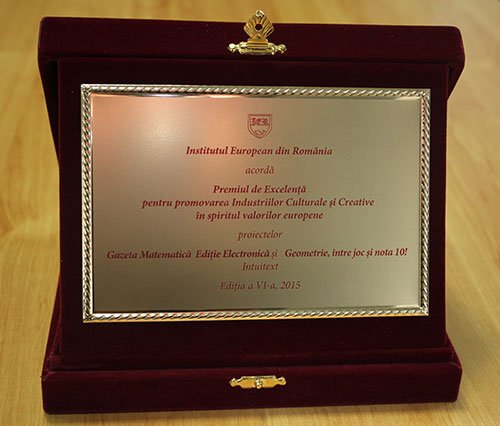 Institutul European din România
acordă
Premiul de Excelență
pentru promovarea Industriilor Culturale și Creative
în spiritul valorilor europene
proiectelor
Gazeta Matematică Ediție Electronică și Geometrie, între joc și nota 10!
Intuitext
Ediția a VI-a, 2015